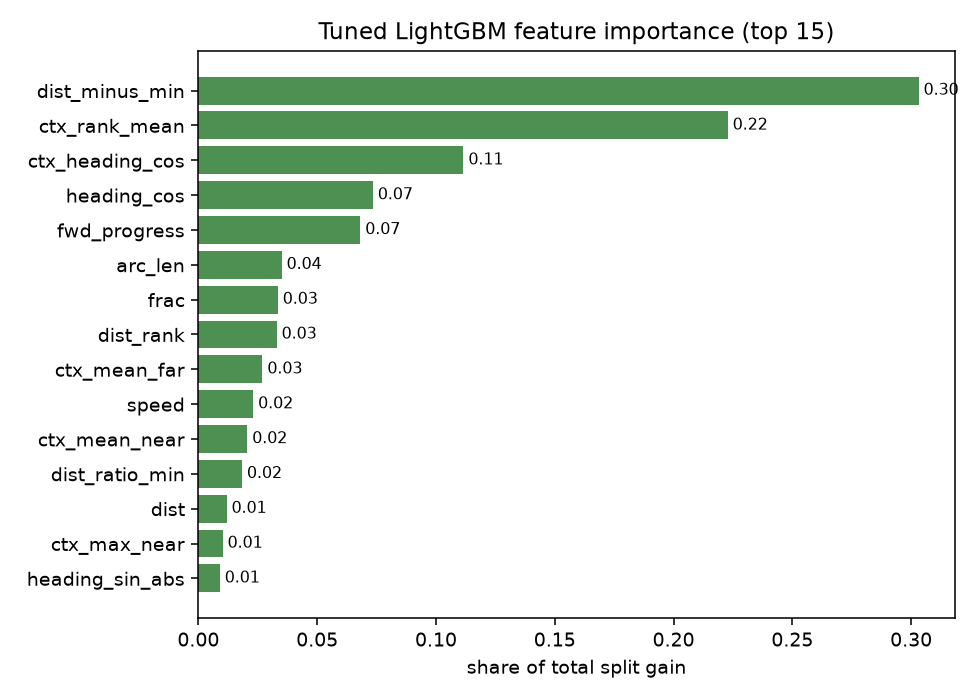 Tuned LightGBM feature importance (top 15)
dist_minus_min 0.30
ctx_rank_mean 0.22
ctx_heading_cos 0.11
heading_cos 0.07
fwd_progress 0.07
arc_len 0.04
frac 0.03
dist_rank 0.03
ctx_mean_far 0.03
speed 0.02
ctx_mean_near 0.02
dist_ratio_min 0.02
dist 0.01
ctx_max_near 0.01
heading_sin_abs 0.01
0.00 0.05 0.10 0.15 0.20 0.25 0.30
share of total split gain